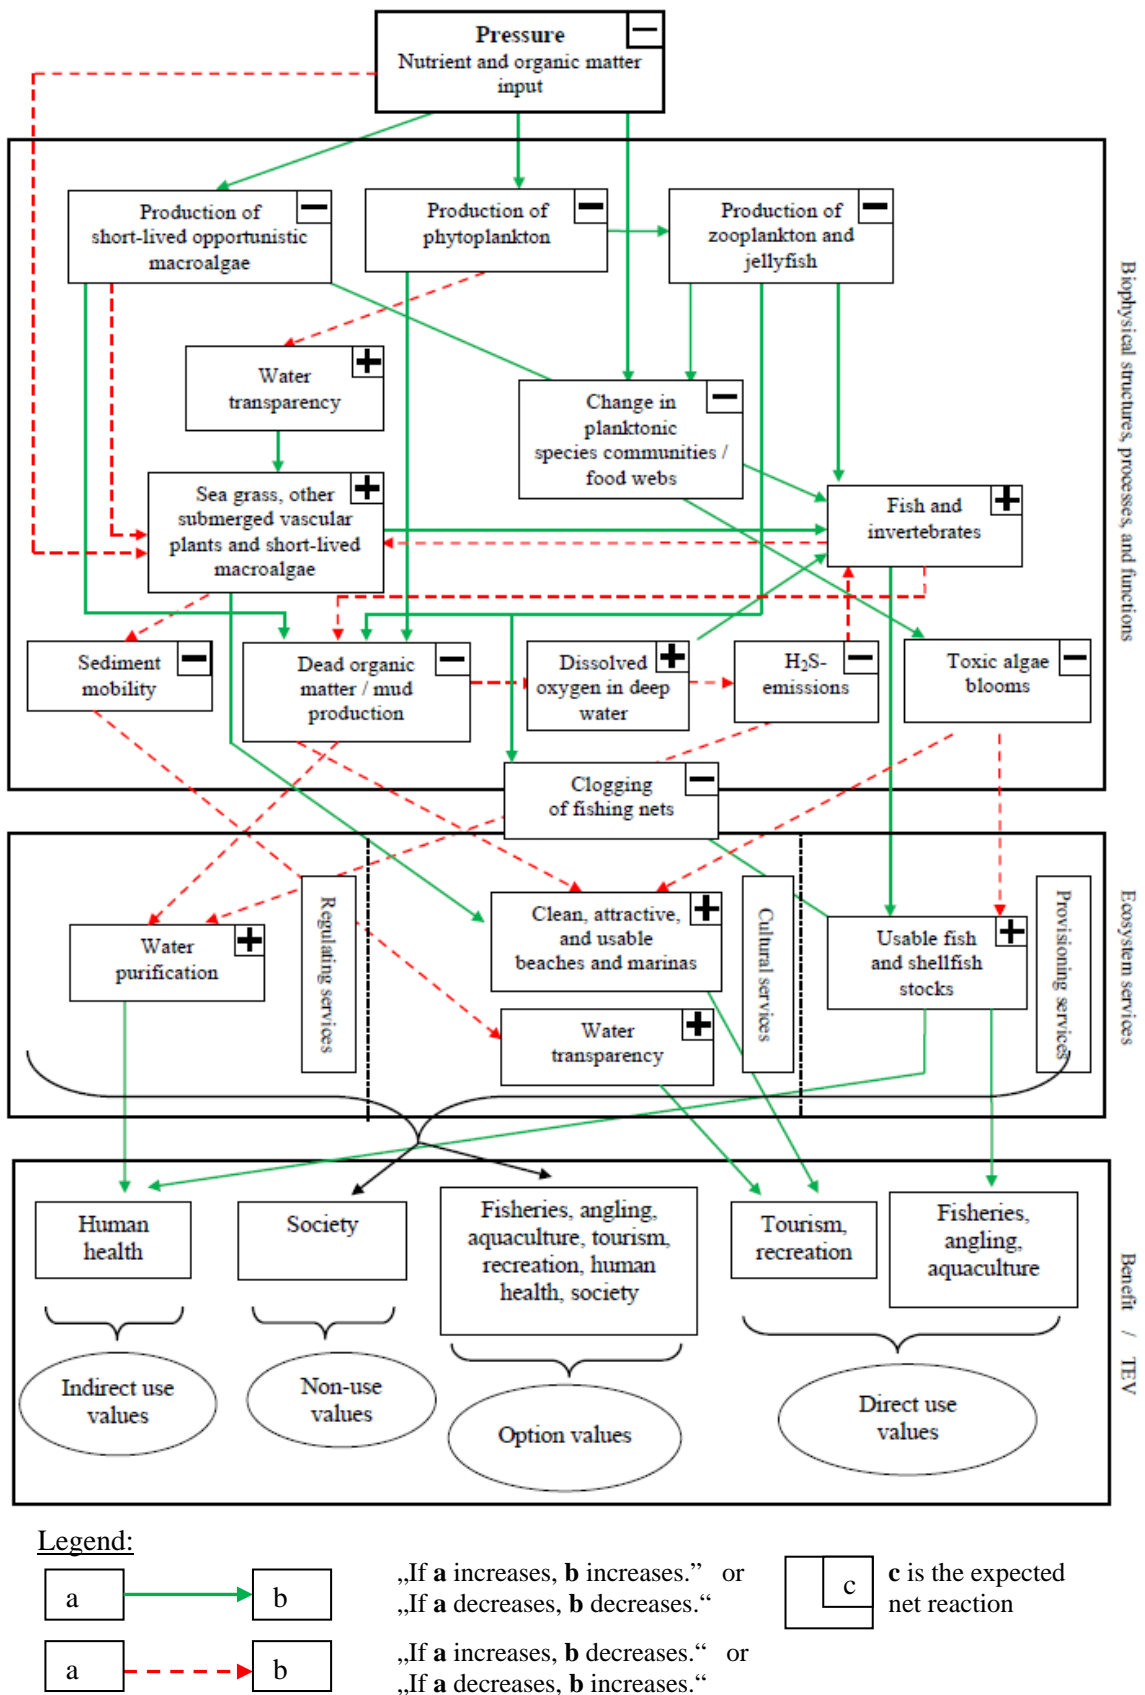 Pressure
Nutrient and organic matter
input
−
Production of
short-lived opportunistic
macroalgae
−
Production of
phytoplankton
−
Production of
zooplankton and
jellyfish
−
Water
transparency
+
Change in
planktonic
species communities /
food webs
−
Sea grass, other
submerged vascular
plants and short-lived
macroalgae
+
Fish and
invertebrates
+
Sediment
mobility
−
Dead organic
matter / mud
production
−
Dissolved
oxygen in deep
water
+
H₂S-
emissions
−
Toxic algae
blooms
Clogging
of fishing nets
−
Biophysical structures, processes, and functions
Water
purification
+
Regulating services
Clean, attractive,
and usable
beaches and marinas
+
Water
transparency
+
Cultural services
Usable fish
and shellfish
stocks
+
Provisioning services
Ecosystem services
Human
health
Society
Fisheries, angling,
aquaculture, tourism,
recreation, human
health, society
Tourism,
recreation
Fisheries,
angling,
aquaculture
Indirect use
values
Non-use
values
Option values
Direct use
values
Benefit / TEV
Legend:
a
b
„If a increases, b increases.“ or
„If a decreases, b decreases.“
c
c is the expected
net reaction
a
b
„If a increases, b decreases.“ or
„If a decreases, b increases.“